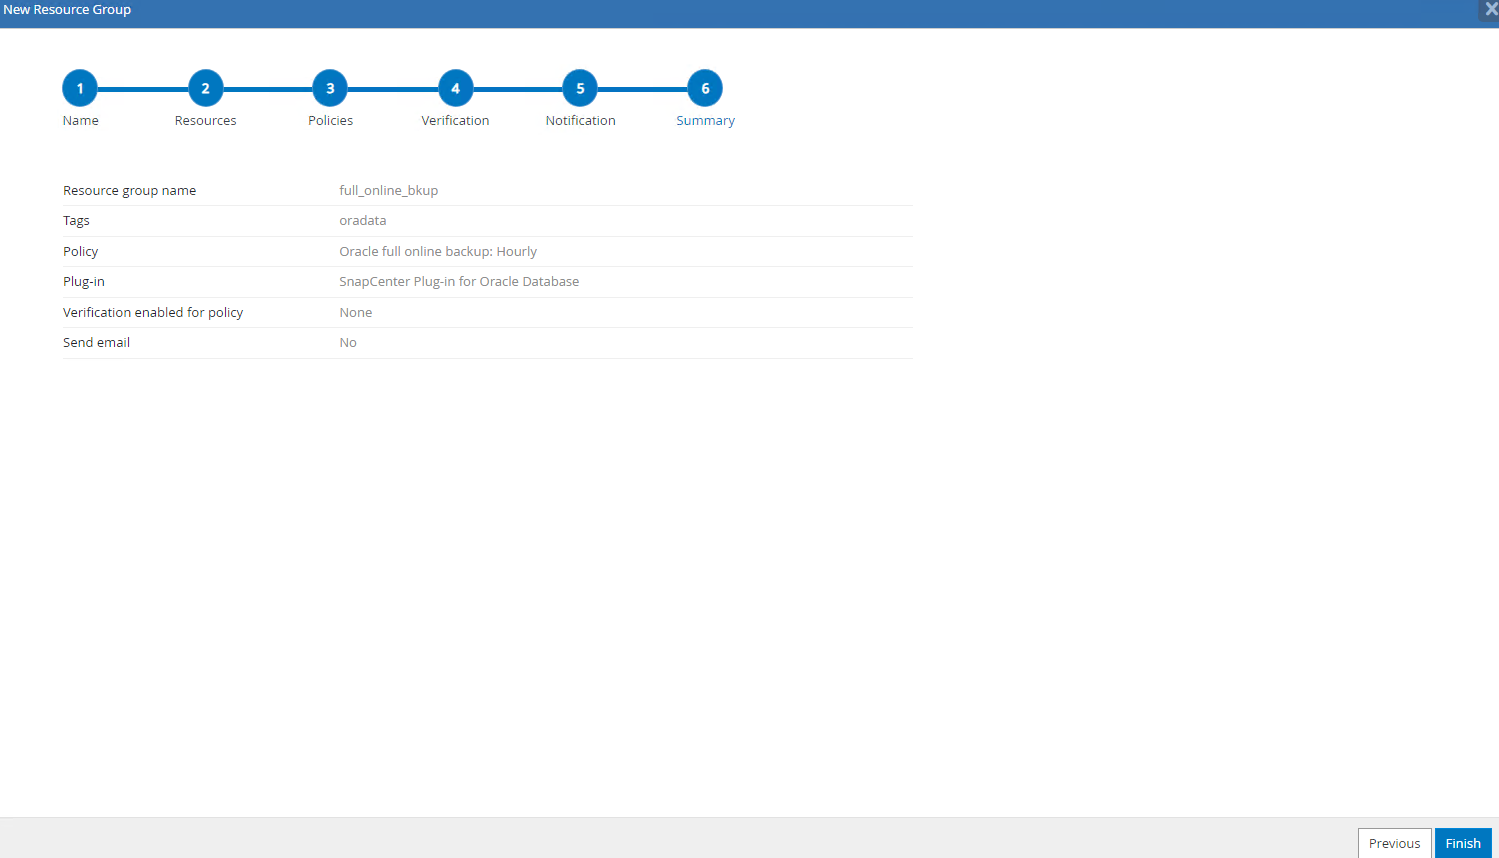 New Resource Group
X
1 2 3 4 5 6
Name Resources Policies Verification Notification Summary
Resource group name full_online_bkup
Tags oradata
Policy Oracle full online backup: Hourly
Plug-in SnapCenter Plug-in for Oracle Database
Verification enabled for policy None
Send email No
Previous Finish